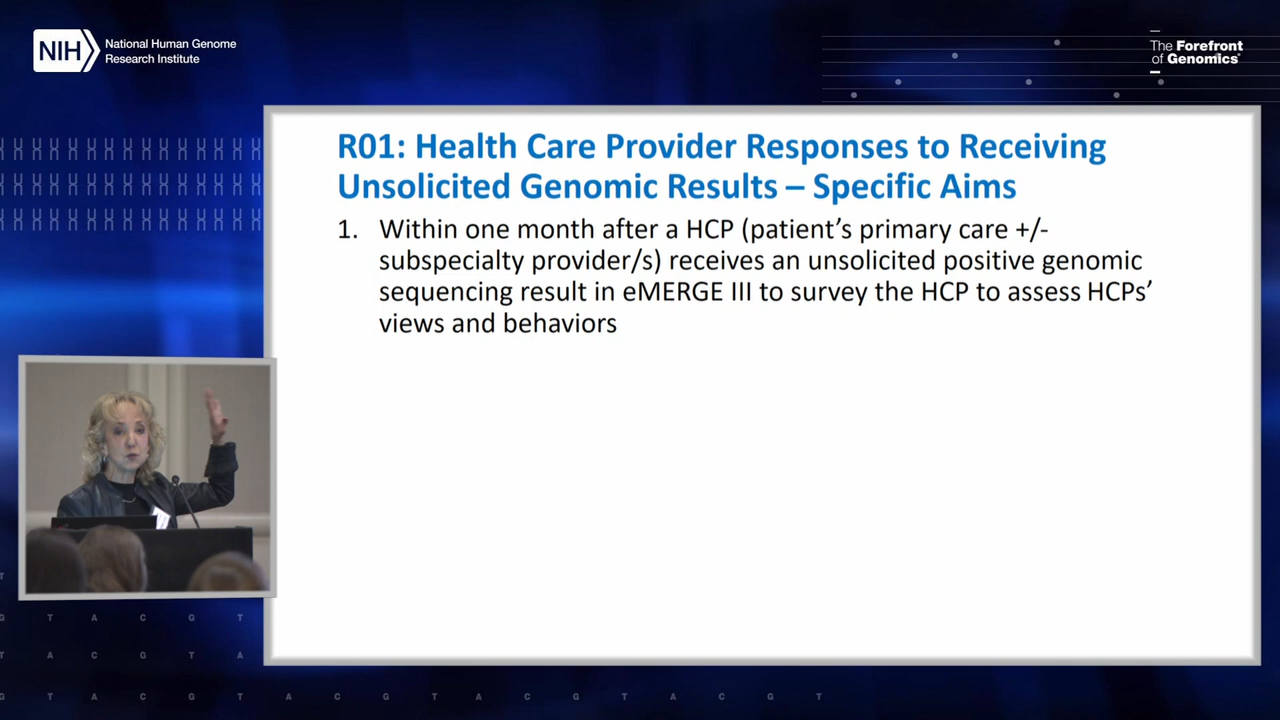 NIH
National Human Genome
Research Institute
The Forefront
of Genomics®
R01: Health Care Provider Responses to Receiving
Unsolicited Genomic Results – Specific Aims
1. Within one month after a HCP (patient’s primary care +/-
subspecialty provider/s) receives an unsolicited positive genomic
sequencing result in eMERGE III to survey the HCP to assess HCPs’
views and behaviors
T
G T A C G T
T A C G T A
G T A C G T A C G T A C G T A C G T